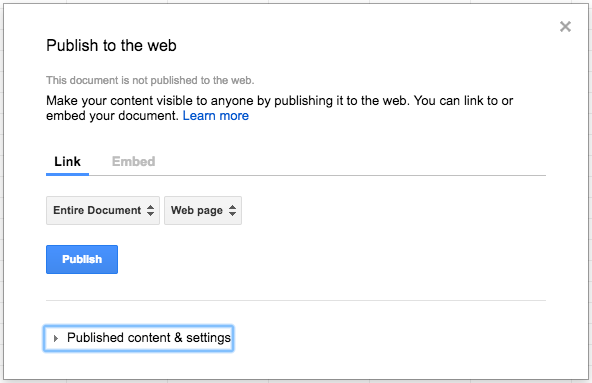 Publish to the web
This document is not published to the web.
Make your content visible to anyone by publishing it to the web. You can link to or
embed your document. Learn more
Link Embed
Entire Document Web page
Publish
Published content & settings